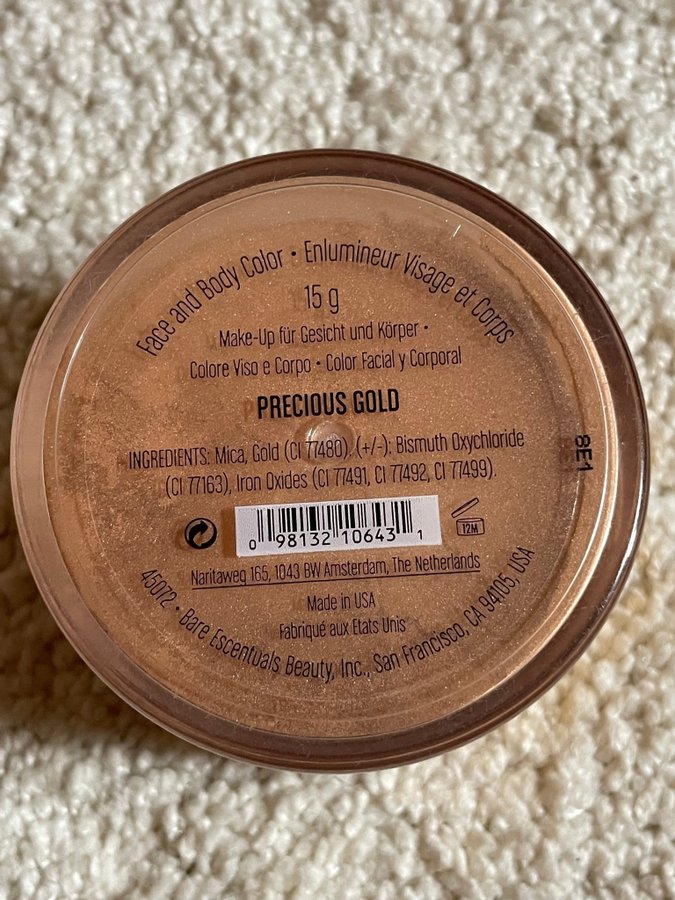 Face and Body Color • Enlumineur Visage et Corps
15 g
Make-Up für Gesicht und Körper •
Colore Viso e Corpo • Color Facial y Corporal
PRECIOUS GOLD
INGREDIENTS: Mica, Gold (CI 77480). (+/-): Bismuth Oxychloride
(CI 77163), Iron Oxides (CI 77491, CI 77492, CI 77499).
8E1
0 98132 10643 1
12M
Naritaweg 165, 1043 BW Amsterdam, The Netherlands
Made in USA
Fabriqué aux Etats Unis
45072 • Bare Escentuals Beauty, Inc., San Francisco, CA 94105, USA